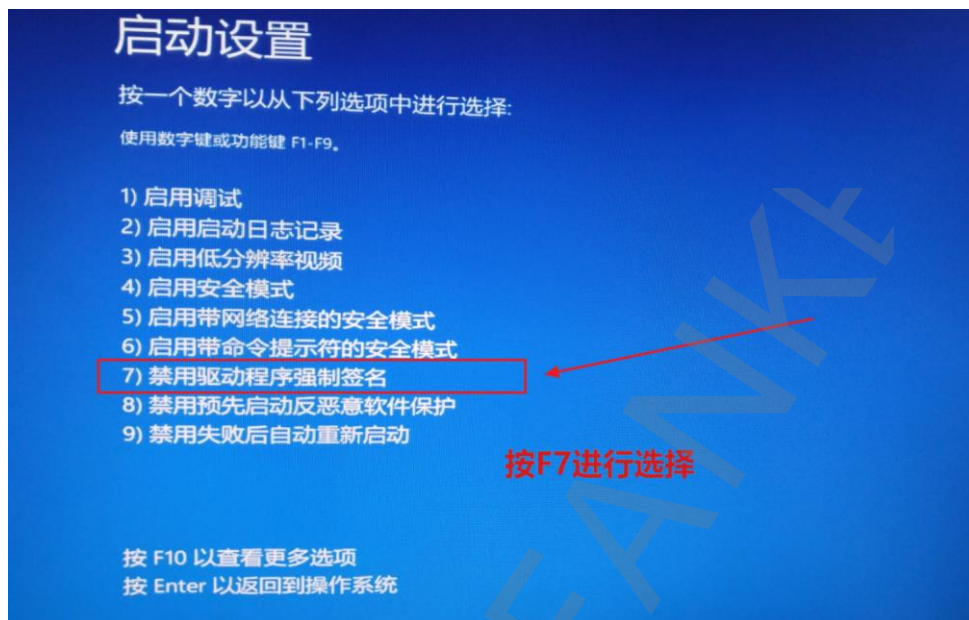 启动设置
按一个数字以从下列选项中进行选择:
使用数字键或功能键 F1-F9。
1) 启用调试
2) 启用启动日志记录
3) 启用低分辨率视频
4) 启用安全模式
5) 启用带网络连接的安全模式
6) 启用带命令提示符的安全模式
7) 禁用驱动程序强制签名
8) 禁用预先启动反恶意软件保护
9) 禁用失败后自动重新启动
按F7进行选择
按 F10 以查看更多选项
按 Enter 以返回到操作系统